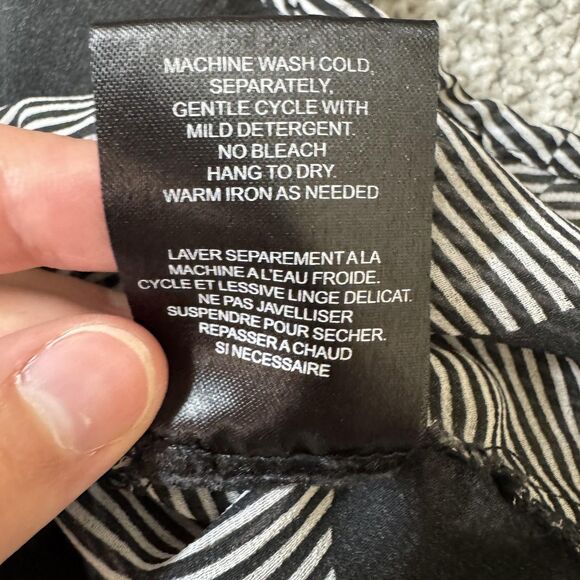 MACHINE WASH COLD,
SEPARATELY,
GENTLE CYCLE WITH
MILD DETERGENT.
NO BLEACH
HANG TO DRY.
WARM IRON AS NEEDED
LAVER SEPAREMENT A LA
MACHINE A L'EAU FROIDE.
CYCLE ET LESSIVE LINGE DELICAT.
NE PAS JAVELLISER
SUSPENDRE POUR SECHER.
REPASSER A CHAUD
SI NECESSAIRE